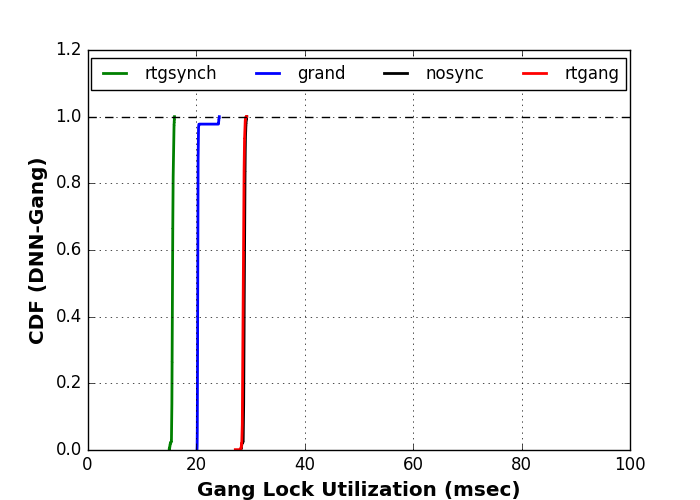 1.2
rtgsynch grand nosync rtgang
1.0
0.8
0.6
0.4
0.2
0.0
CDF (DNN-Gang)
0 20 40 60 80 100
Gang Lock Utilization (msec)